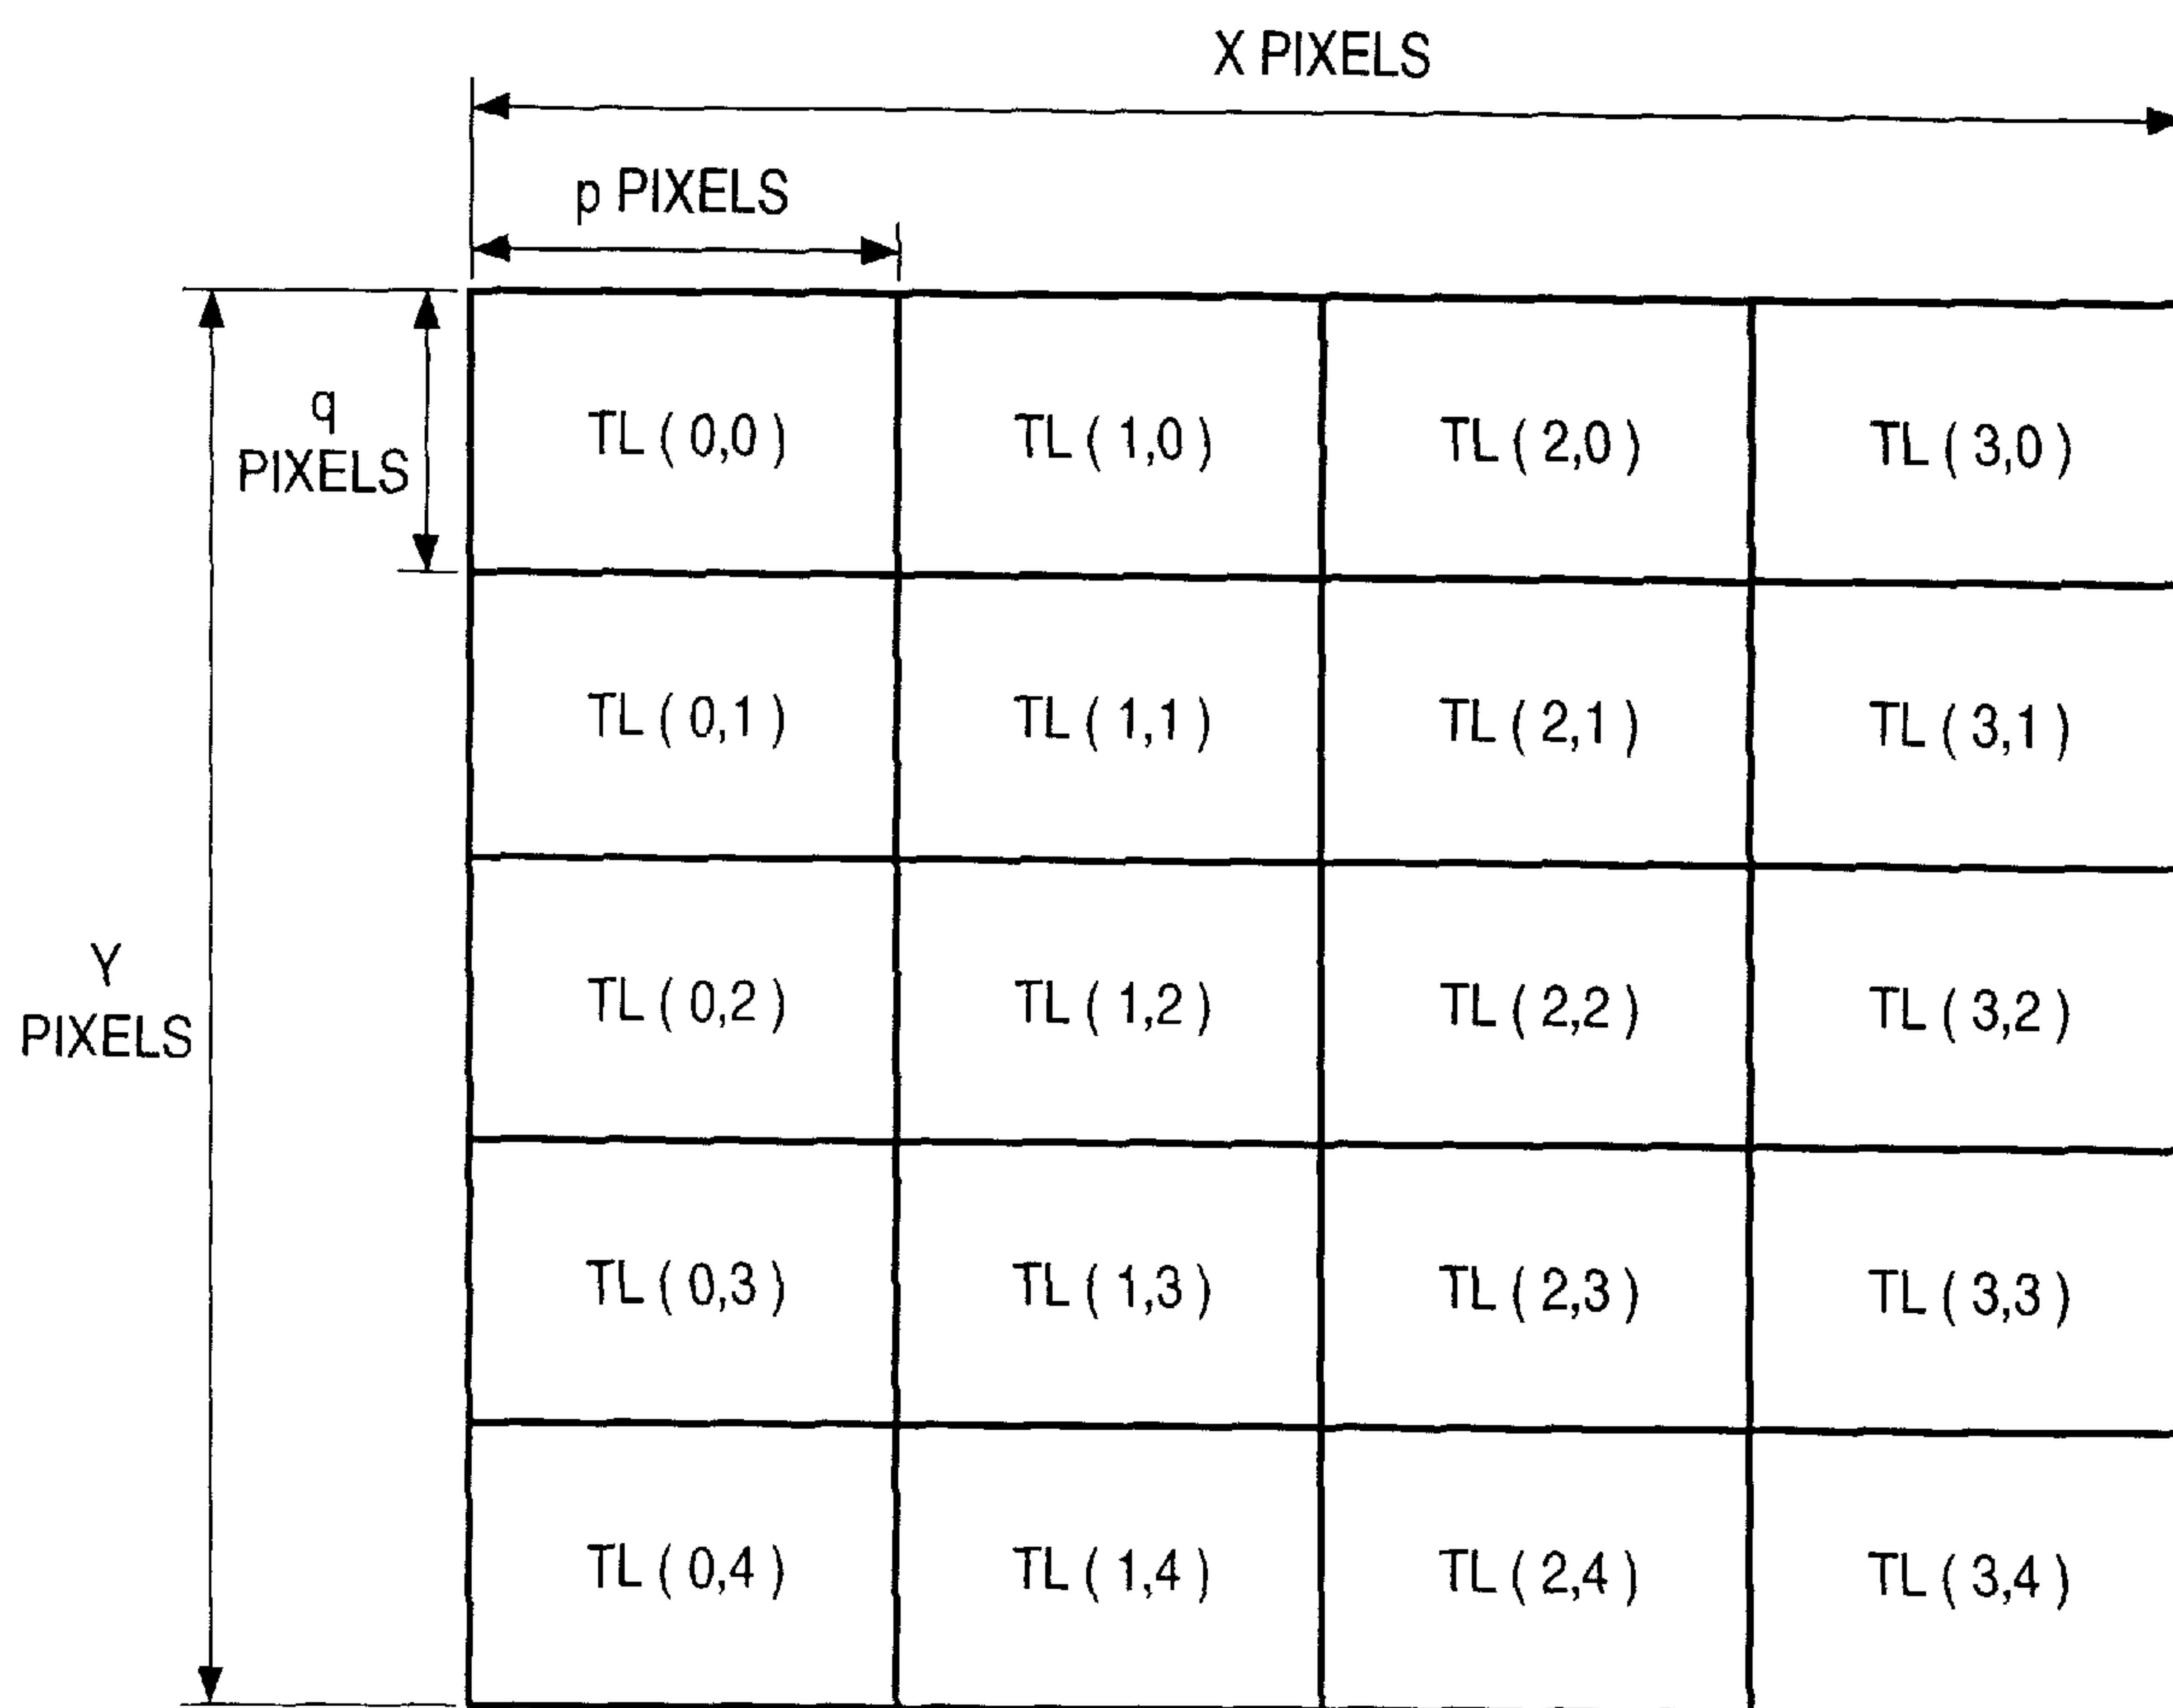 X PIXELS
p PIXELS
q
PIXELS
TL ( 0,0 ) TL ( 1,0 ) TL ( 2,0 ) TL ( 3,0 )
TL ( 0,1 ) TL ( 1,1 ) TL ( 2,1 ) TL ( 3,1 )
Y
PIXELS
TL ( 0,2 ) TL ( 1,2 ) TL ( 2,2 ) TL ( 3,2 )
TL ( 0,3 ) TL ( 1,3 ) TL ( 2,3 ) TL ( 3,3 )
TL ( 0,4 ) TL ( 1,4 ) TL ( 2,4 ) TL ( 3,4 )